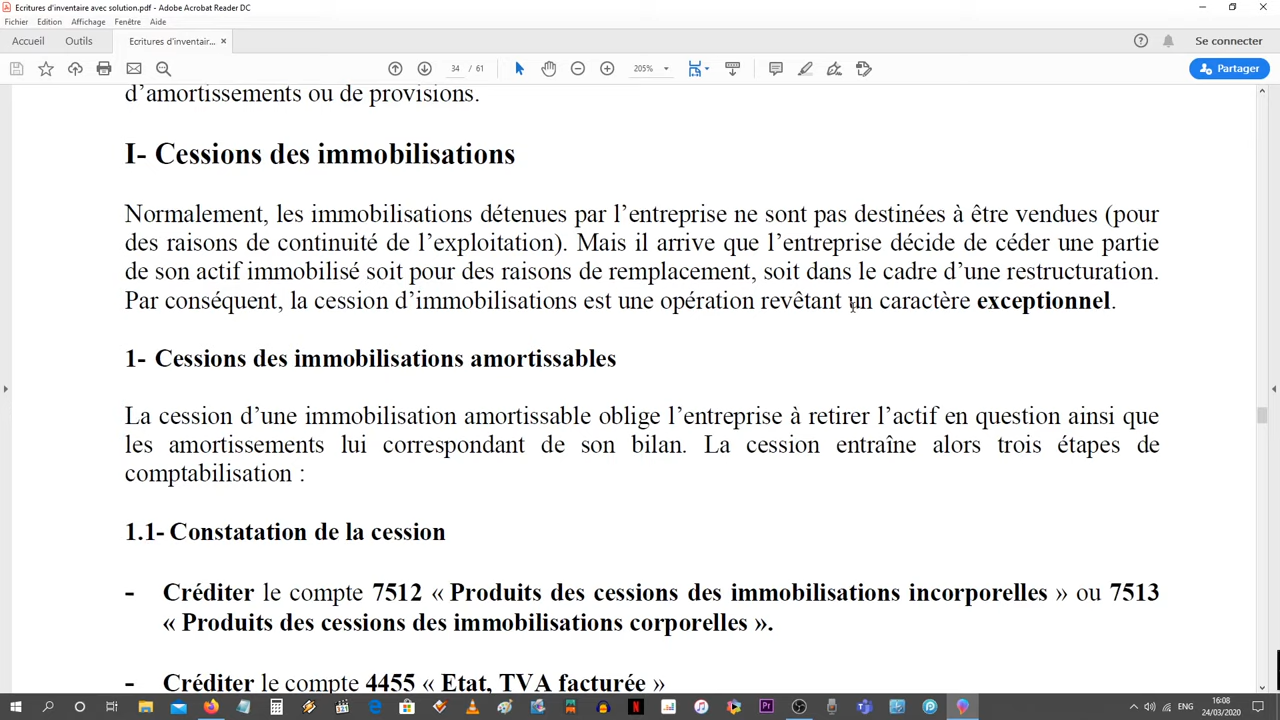 Ecritures d'inventaire avec solution.pdf - Adobe Acrobat Reader DC
Fichier Edition Affichage Fenêtre Aide
Accueil Outils Ecritures d'inventair... × Se connecter
34 / 61 205% Partager
d’amortissements ou de provisions.
I- Cessions des immobilisations
Normalement, les immobilisations détenues par l’entreprise ne sont pas destinées à être vendues (pour
des raisons de continuité de l’exploitation). Mais il arrive que l’entreprise décide de céder une partie
de son actif immobilisé soit pour des raisons de remplacement, soit dans le cadre d’une restructuration.
Par conséquent, la cession d’immobilisations est une opération revêtant un caractère exceptionnel.
1- Cessions des immobilisations amortissables
La cession d’une immobilisation amortissable oblige l’entreprise à retirer l’actif en question ainsi que
les amortissements lui correspondant de son bilan. La cession entraîne alors trois étapes de
comptabilisation :
1.1- Constatation de la cession
- Créditer le compte 7512 « Produits des cessions des immobilisations incorporelles » ou 7513
« Produits des cessions des immobilisations corporelles ».
- Créditer le compte 4455 « Etat, TVA facturée »
ENG 16:08
24/03/2020